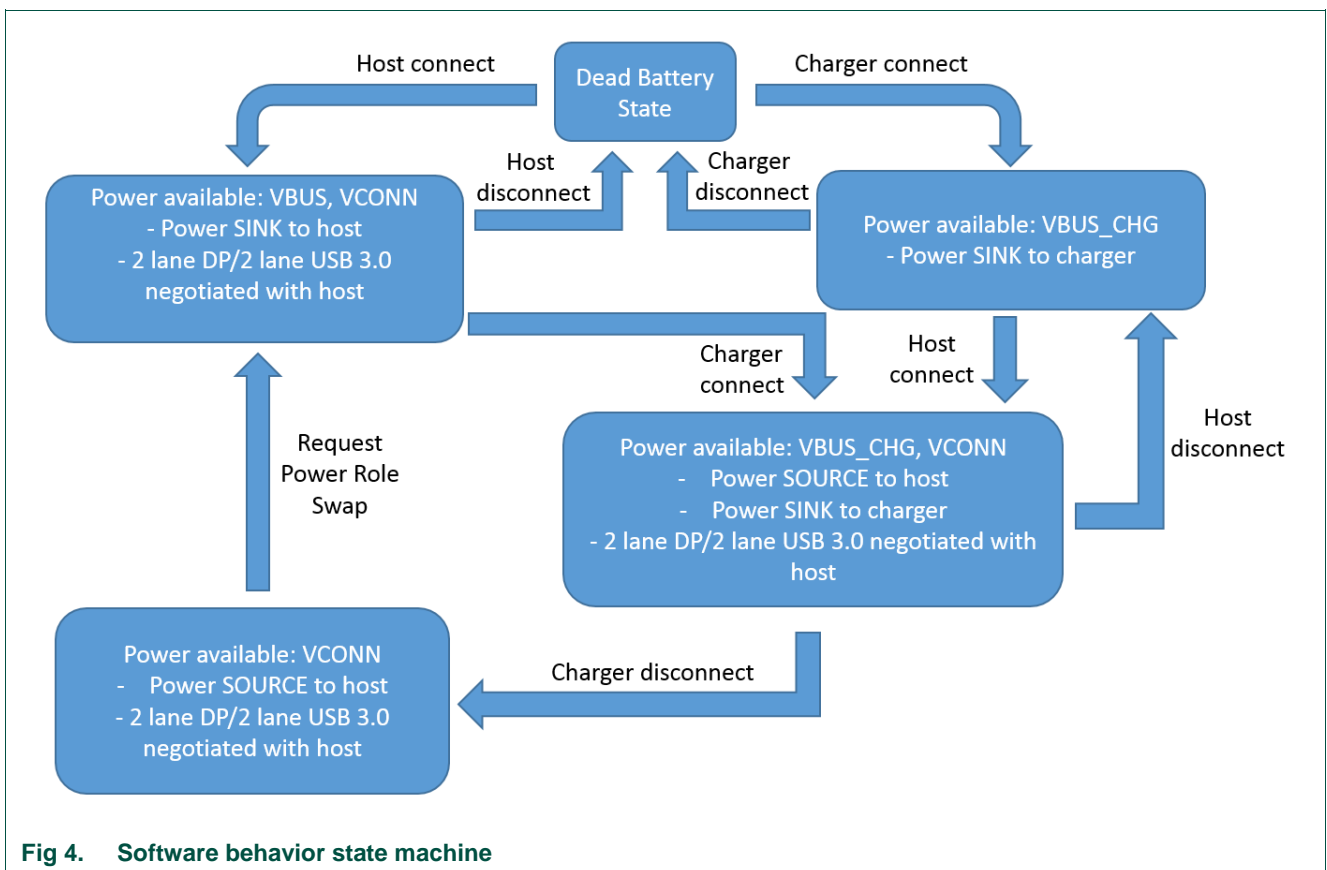 Host connect
Dead Battery
State
Charger connect
Host
disconnect
Charger
disconnect
Power available: VBUS, VCONN
- Power SINK to host
- 2 lane DP/2 lane USB 3.0
negotiated with host
Power available: VBUS_CHG
- Power SINK to charger
Charger
connect
Host
connect
Host
disconnect
Request
Power Role
Swap
Power available: VBUS_CHG, VCONN
- Power SOURCE to host
- Power SINK to charger
- 2 lane DP/2 lane USB 3.0 negotiated with
host
Power available: VCONN
- Power SOURCE to host
- 2 lane DP/2 lane USB 3.0
negotiated with host
Charger disconnect
Fig 4. Software behavior state machine